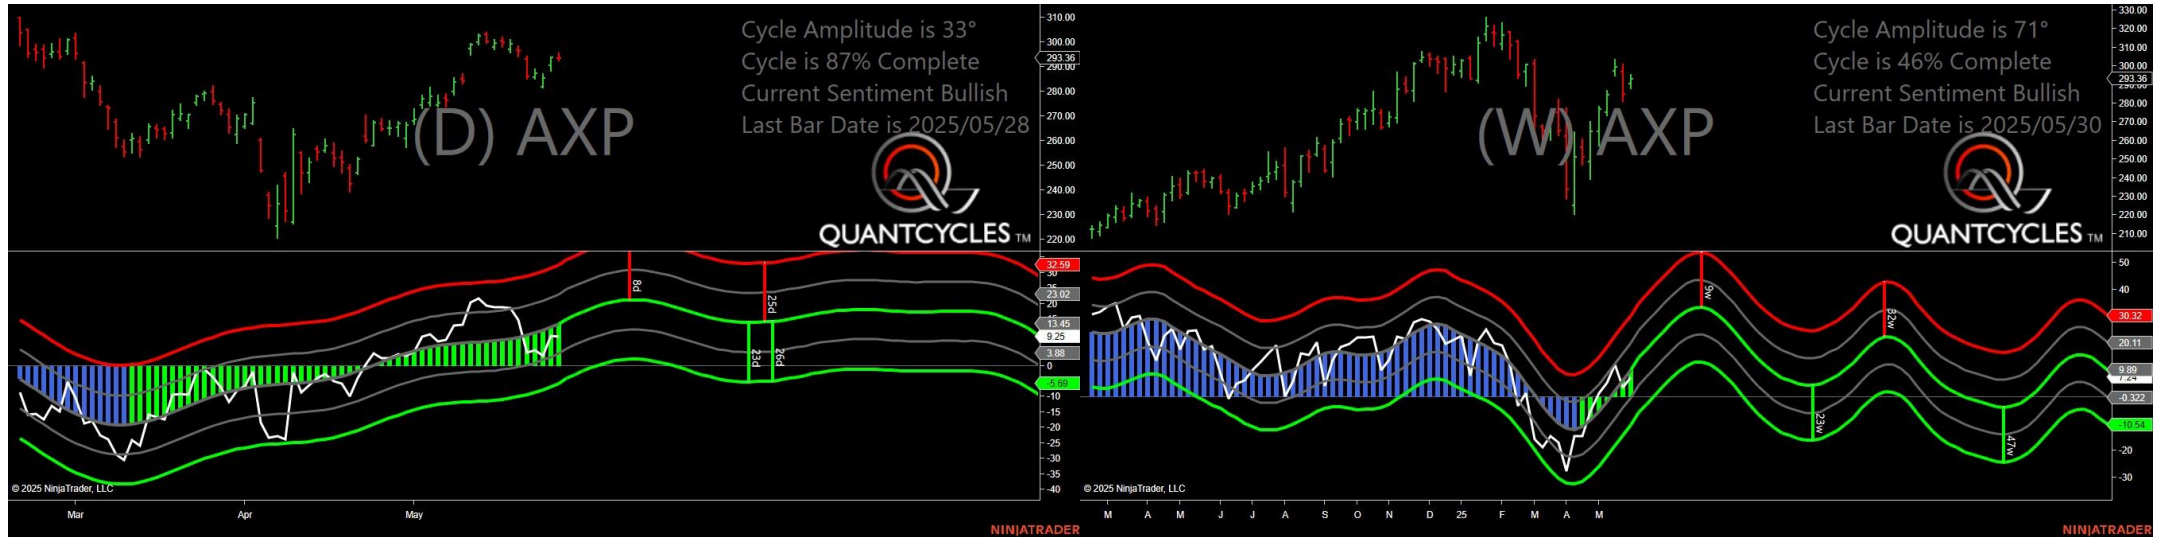 Cycle Amplitude is 33°
Cycle is 87% Complete
Current Sentiment Bullish
Last Bar Date is 2025/05/28
(D) AXP
QUANTCYCLES TM
310.00
300.00
293.36
290.00
280.00
270.00
260.00
250.00
240.00
230.00
220.00
32.59
30
23.02
20
15
13.45
9.25
3.88
0
-5.69
-10
-15
-20
-25
-30
-35
-40
8d
25d
23d
26d
© 2025 NinjaTrader, LLC
Mar Apr May
NINJATRADER
Cycle Amplitude is 71°
Cycle is 46% Complete
Current Sentiment Bullish
Last Bar Date is 2025/05/30
(W) AXP
QUANTCYCLES TM
330.00
320.00
310.00
300.00
293.36
290.00
280.00
270.00
260.00
250.00
240.00
230.00
220.00
210.00
50
40
30.32
20.11
9.89
7.24
-0.322
-10.54
-20
-30
9w
32w
23w
47w
© 2025 NinjaTrader, LLC
M A M J J A S O N D 25 F M A M
NINJATRADER